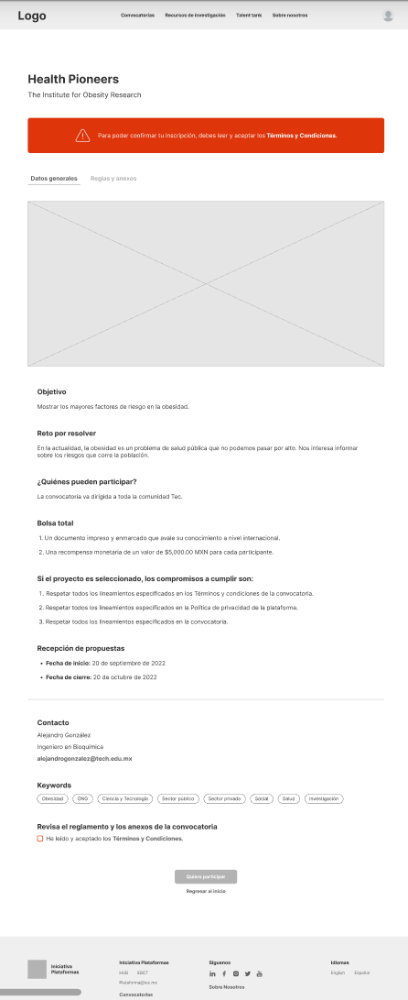 Logo
Convocatorias Recursos de investigación Talent tank Sobre nosotros
Health Pioneers
The Institute for Obesity Research
Para poder confirmar tu inscripción, debes leer y aceptar los Términos y Condiciones.
Datos generales Reglas y anexos
Objetivo
Mostrar los mayores factores de riesgo en la obesidad.
Reto por resolver
En la actualidad, la obesidad es un problema de salud pública que no podemos pasar por alto. Nos interesa informar
sobre los riesgos que corre la población.
¿Quiénes pueden participar?
La convocatoria va dirigida a toda la comunidad Tec.
Bolsa total
1. Un documento impreso y enmarcado que avale su conocimiento a nivel internacional.
2. Una recompensa monetaria de un valor de $5,000.00 MXN para cada participante.
Si el proyecto es seleccionado, los compromisos a cumplir son:
1. Respetar todos los lineamientos especificados en los Términos y condiciones de la convocatoria.
2. Respetar todos los lineamientos especificados en la Política de privacidad de la plataforma.
3. Respetar todos los lineamientos especificados en la convocatoria.
Recepción de propuestas
• Fecha de inicio: 20 de septiembre de 2022
• Fecha de cierre: 20 de octubre de 2022
Contacto
Alejandro González
Ingeniero en Bioquímica
alejandrogonzalez@tech.edu.mx
Keywords
Obesidad ONG Ciencia y Tecnología Sector público Sector privado Social Salud Investigación
Revisa el reglamento y los anexos de la convocatoria
He leído y aceptado los Términos y Condiciones.
Quiero participar
Regresar al inicio
Iniciativa
Plataformas
Iniciativa Plataformas
HUB EBCT
Plataforma@tec.mx
Convocatorias
Síguenos
Sobre Nosotros
Idiomas
English Español